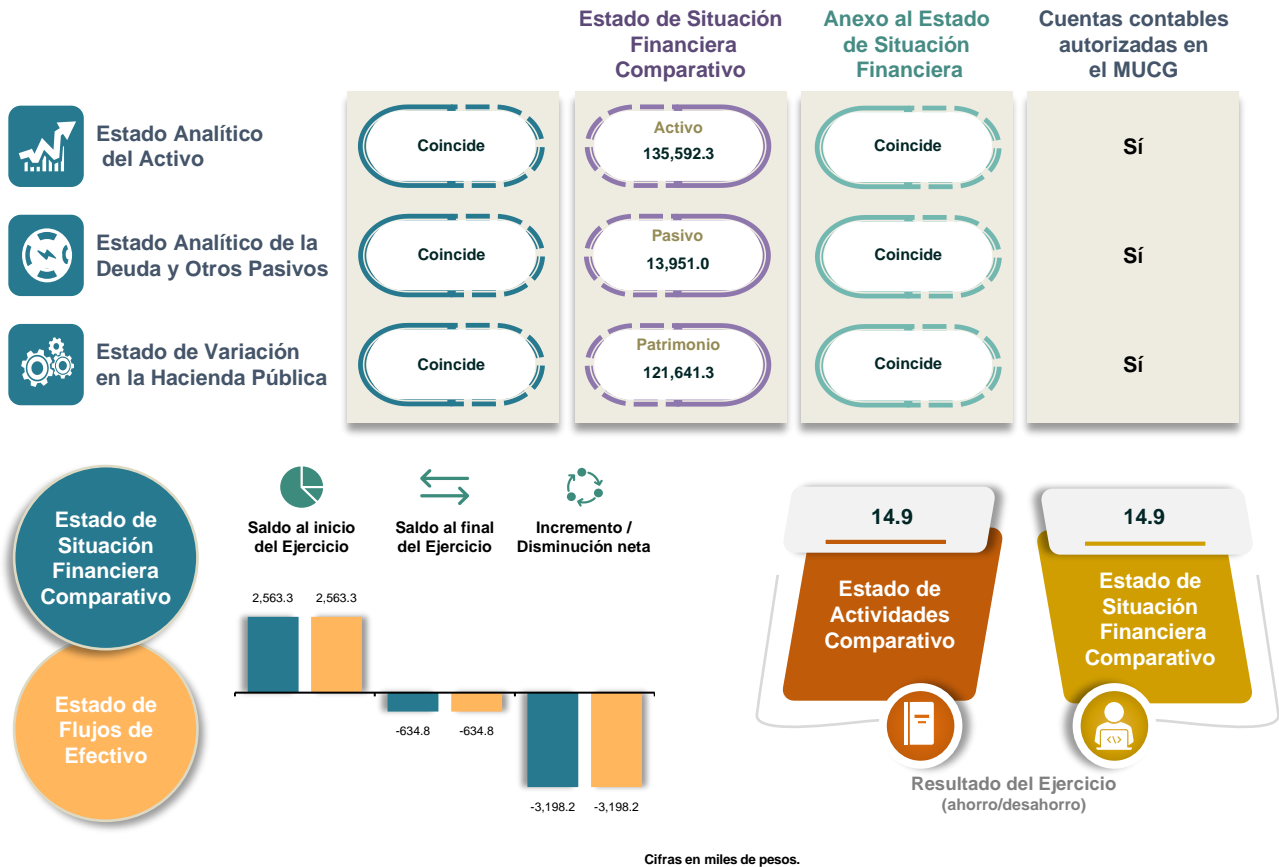 Estado de Situación
Financiera
Comparativo
Anexo al Estado
de Situación
Financiera
Cuentas contables
autorizadas en
el MUCG
Estado Analítico
del Activo
Coincide
Activo
135,592.3
Coincide
Sí
Estado Analítico de la
Deuda y Otros Pasivos
Coincide
Pasivo
13,951.0
Coincide
Sí
Estado de Variación
en la Hacienda Pública
Coincide
Patrimonio
121,641.3
Coincide
Sí
Estado de
Situación
Financiera
Comparativo
Estado de
Flujos de
Efectivo
Saldo al inicio
del Ejercicio
Saldo al final
del Ejercicio
Incremento /
Disminución neta
2,563.3
2,563.3
-634.8
-634.8
-3,198.2
-3,198.2
14.9
Estado de
Actividades
Comparativo
14.9
Estado de
Situación
Financiera
Comparativo
Resultado del Ejercicio
(ahorro/desahorro)
Cifras en miles de pesos.